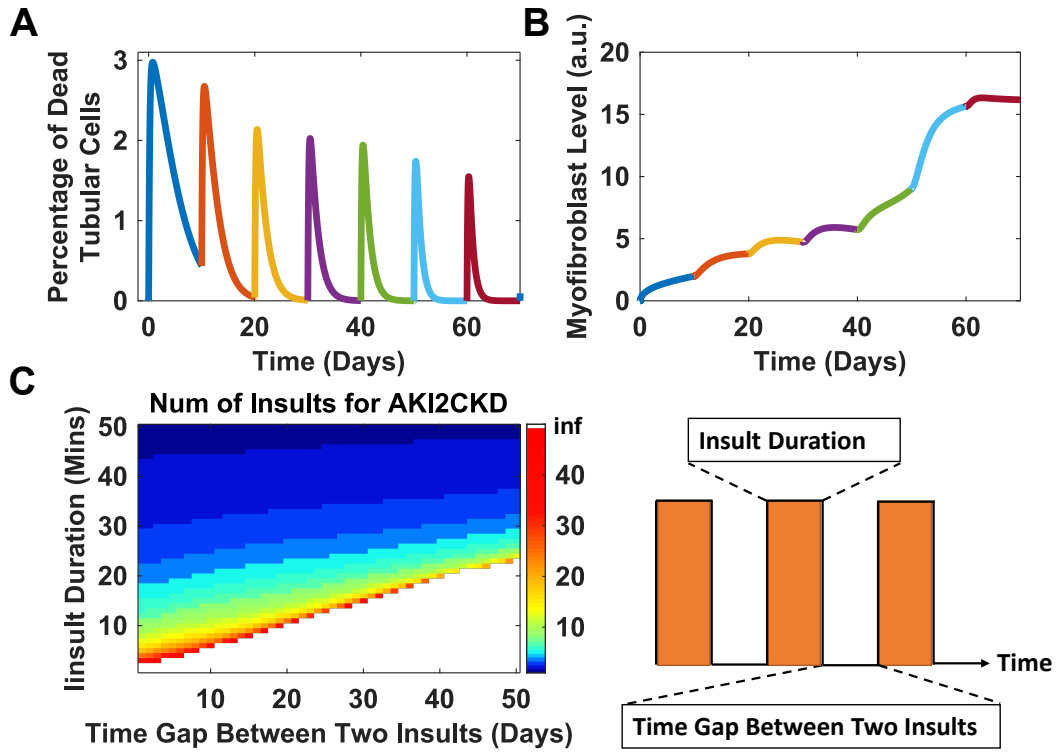 A
Percentage of Dead
Tubular Cells
3
2
1
0
0
20
40
60
Time (Days)
B
Myofibroblast Level (a.u.)
20
15
10
5
0
0
20
40
60
Time (Days)
C
Num of Insults for AKI2CKD
Iinsult Duration (Mins)
50
40
30
20
10
10
20
30
40
50
Time Gap Between Two Insults (Days)
inf
40
30
20
10
Insult Duration
Time
Time Gap Between Two Insults